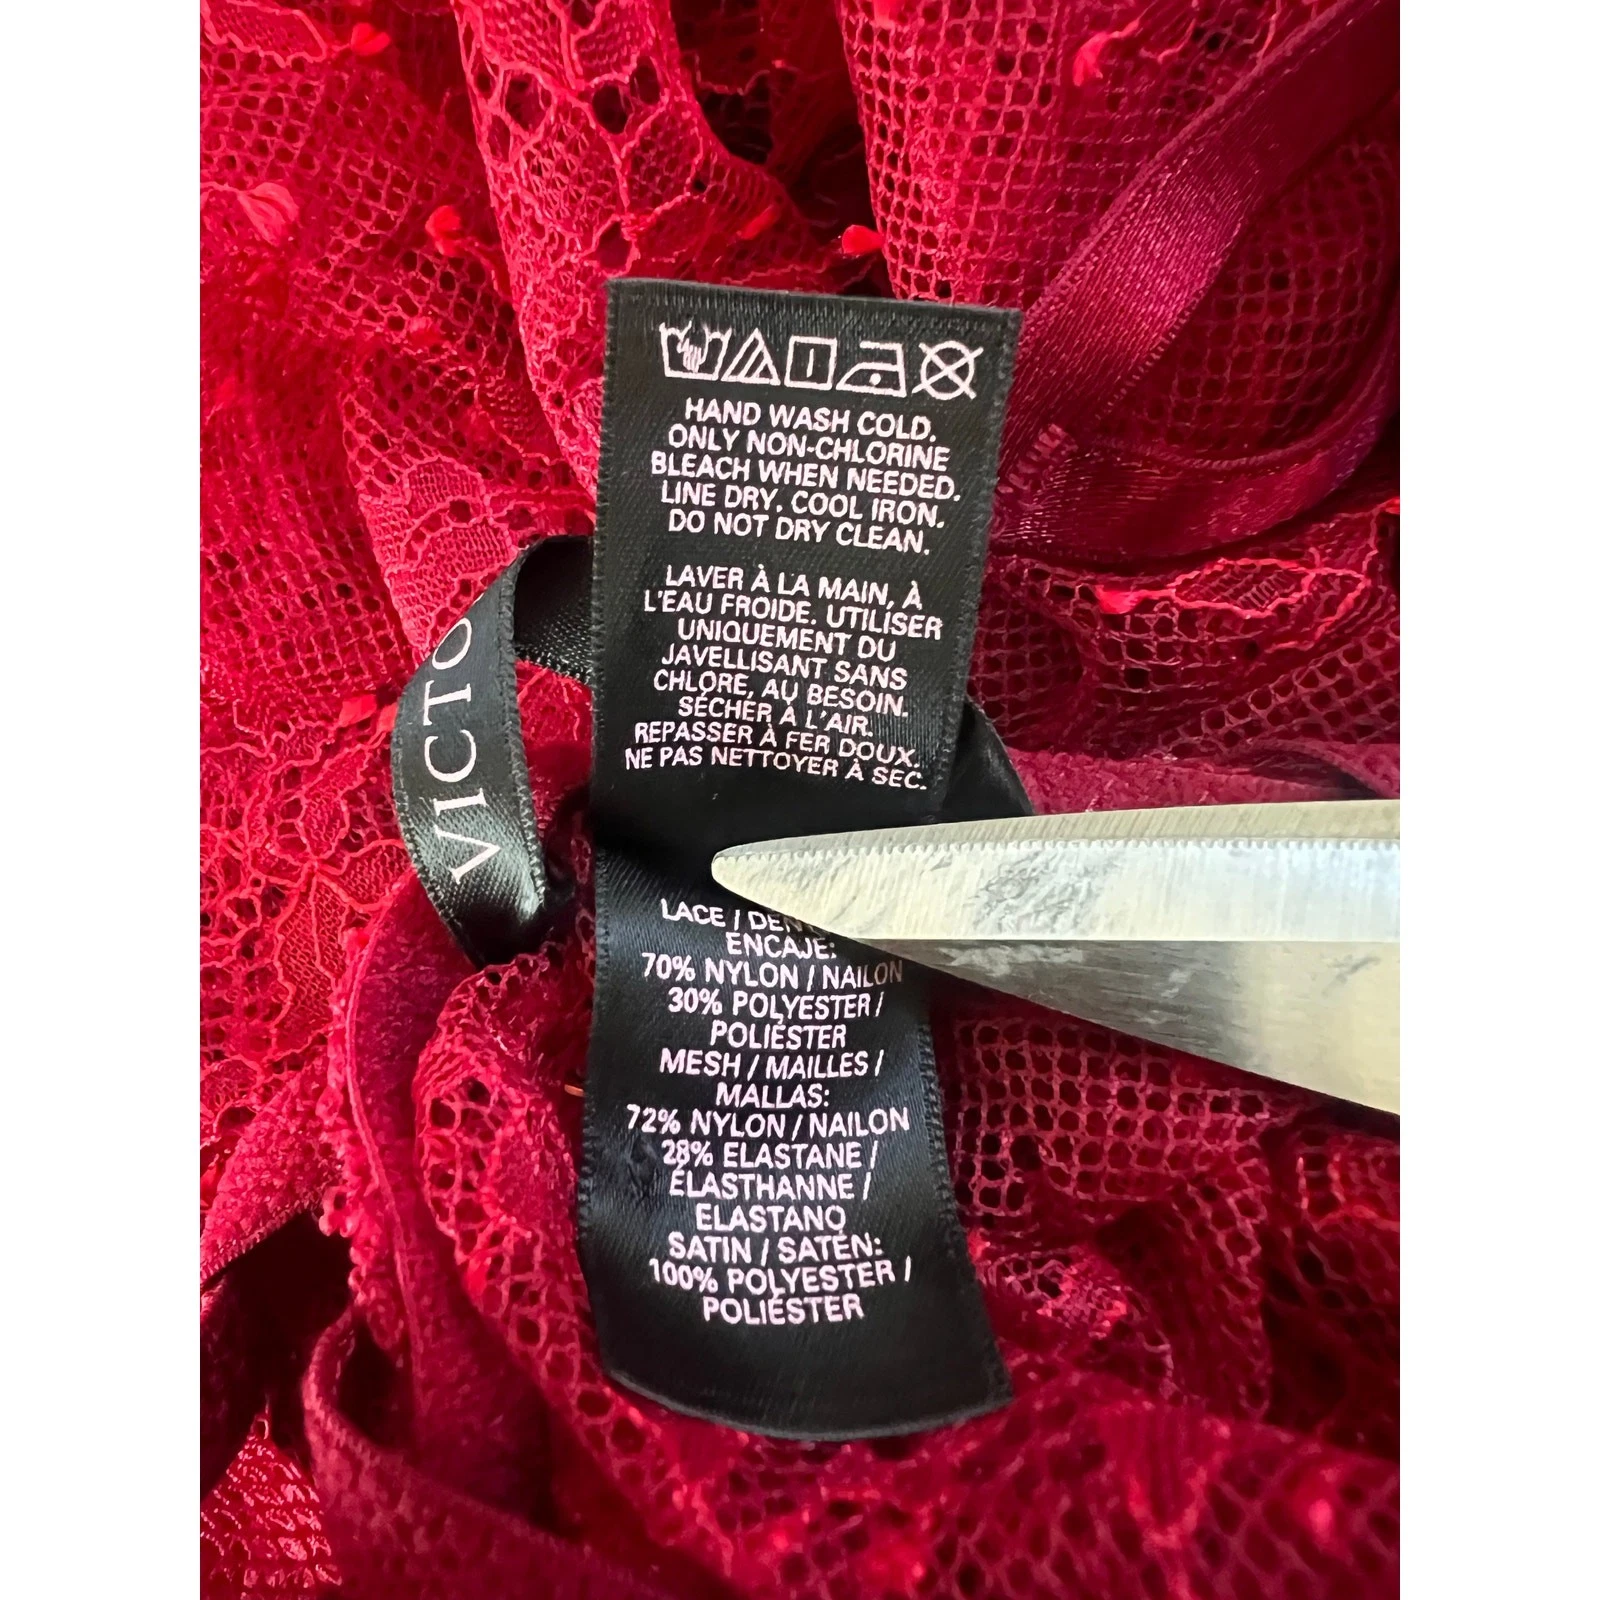 HAND WASH COLD.
ONLY NON-CHLORINE
BLEACH WHEN NEEDED.
LINE DRY. COOL IRON.
DO NOT DRY CLEAN.
LAVER À LA MAIN, À
L'EAU FROIDE. UTILISER
UNIQUEMENT DU
JAVELLISANT SANS
CHLORE, AU BESOIN.
SÉCHER À L'AIR.
REPASSER À FER DOUX.
NE PAS NETTOYER À SEC.
VICTO
LACE /
ENCAJE:
70% NYLON / NAILON
30% POLYESTER /
POLIÉSTER
MESH / MAILLES /
MALLAS:
72% NYLON / NAILON
28% ELASTANE /
ÉLASTHANNE /
ELASTANO
SATIN / SATÉN:
100% POLYESTER /
POLIÉSTER